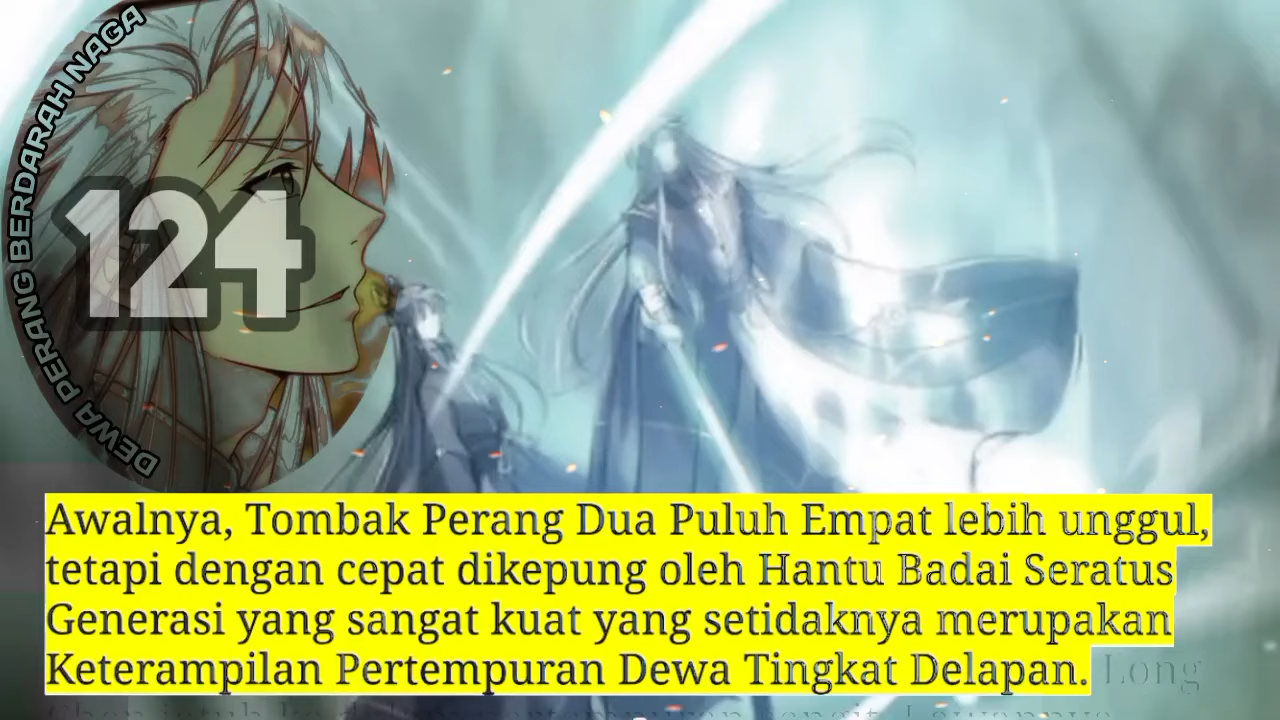 DEWA PERANG BERDARAH NAGA
124
Awalnya, Tombak Perang Dua Puluh Empat lebih unggul,
tetapi dengan cepat dikepung oleh Hantu Badai Seratus
Generasi yang sangat kuat yang setidaknya merupakan
Keterampilan Pertempuran Dewa Tingkat Delapan. Long